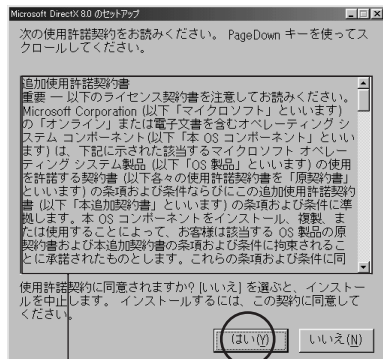 Microsoft DirectX 8.0 のセットアップ
次の使用許諾契約をお読みください。 PageDown キーを使ってス
クロールしてください。
追加使用許諾契約書
重要 — 以下のライセンス契約書を注意してお読みください。
Microsoft Corporation (以下「マイクロソフト」といいます)
の「オンライン」または電子文書を含むオペレーティング シ
ステム コンポーネント (以下「本 OS コンポーネント」といい
ます) は、下記に示された該当するマイクロソフト オペレー
ティング システム製品 (以下「OS 製品」といいます) の使用
を許諾する契約書 (以下各々の使用許諾契約書を「原契約書」
といいます) の条項および条件ならびにこの追加使用許諾契約
書 (以下「本追加契約書」といいます) の条項および条件に準
拠します。本 OS コンポーネントをインストール、複製、ま
たは使用することによって、お客様は該当する OS 製品の原
契約書および本追加契約書の条項および条件に拘束されるこ
とに承諾されたものとします。これらの条項および条件に同
使用許諾契約に同意されますか? [いいえ] を選ぶと、インストー
ルを中止します。 インストールするには、この契約に同意して
ください。
はい(Y)
いいえ(N)